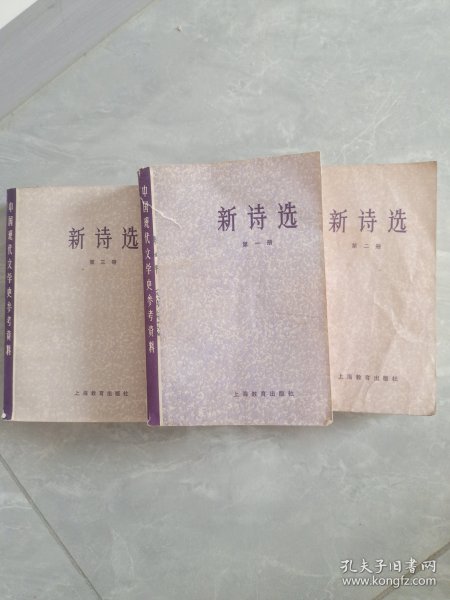 中国现代文学史参考资料
新诗选
第三册
上海教育出版社
中国现代文学史参考资料
新诗选
第一册
上海教育出版社
新诗选
第二册
上海教育出版社
孔夫子旧书网
www.kongfz.com